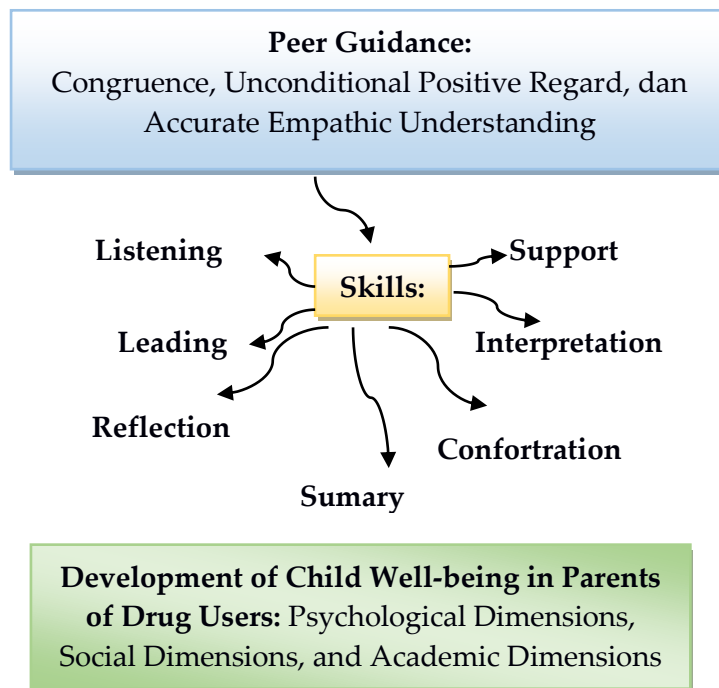 Peer Guidance:
Congruence, Unconditional Positive Regard, dan
Accurate Empathic Understanding
Listening
Support
Skills:
Leading
Interpretation
Reflection
Confortration
Sumary
Development of Child Well-being in Parents
of Drug Users: Psychological Dimensions,
Social Dimensions, and Academic Dimensions